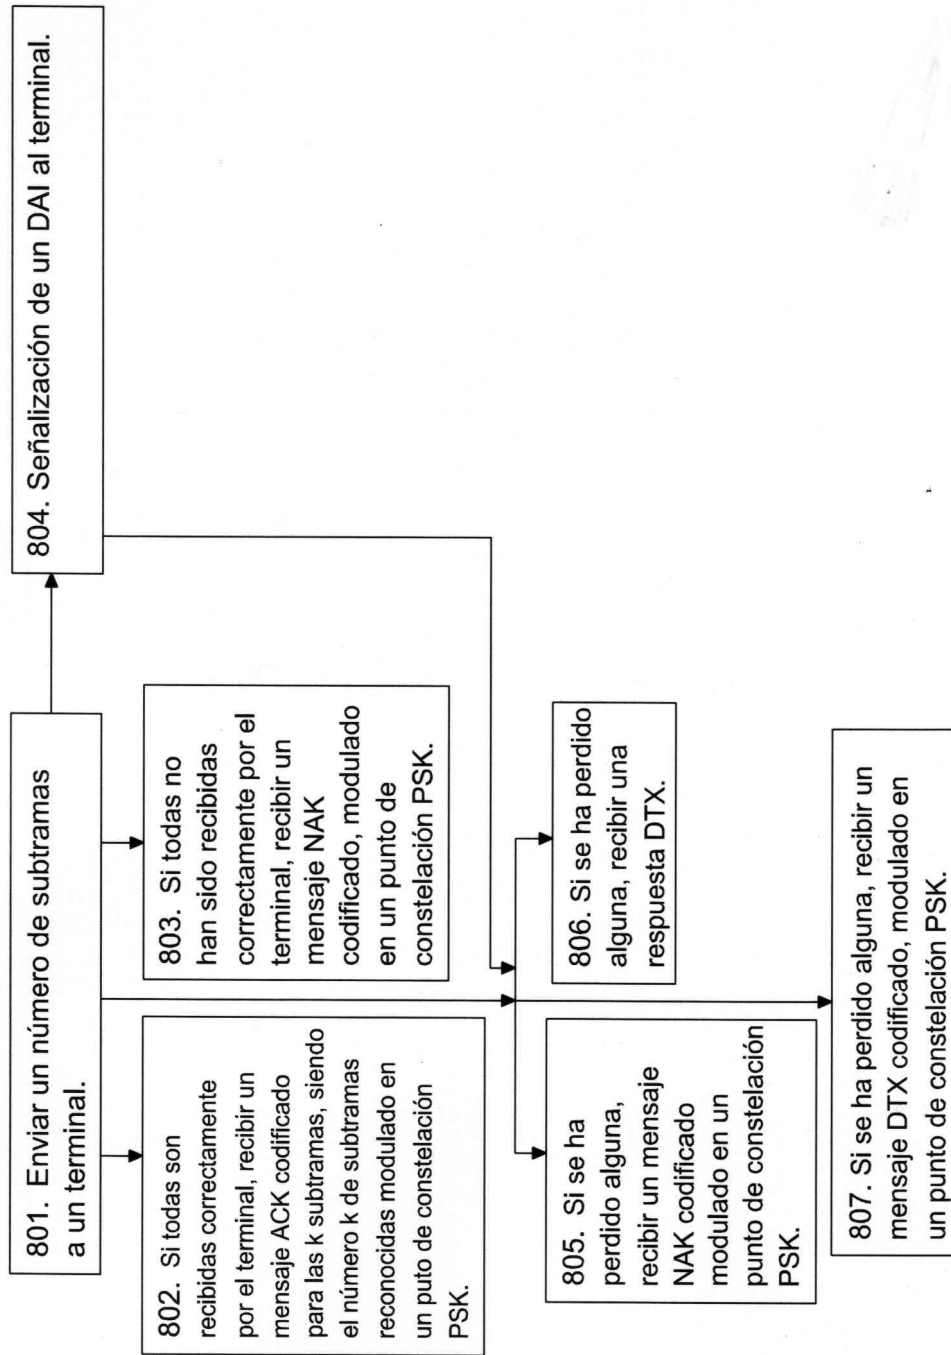 801. Enviar un número de subtramas
a un terminal.
804. Señalización de un DAI al terminal.
802. Si todas son
recibidas correctamente
por el terminal, recibir un
mensaje ACK codificado
para las k subtramas, siendo
el número k de subtramas
reconocidas modulado en
un puto de constelación
PSK.
803. Si todas no
han sido recibidas
correctamente por el
terminal, recibir un
mensaje NAK
codificado, modulado
en un punto de
constelación PSK.
805. Si se ha
perdido alguna,
recibir un mensaje
NAK codificado
modulado en un
punto de constelación
PSK.
806. Si se ha perdido
alguna, recibir una
respuesta DTX.
807. Si se ha perdido alguna, recibir un
mensaje DTX codificado, modulado en
un punto de constelación PSK.